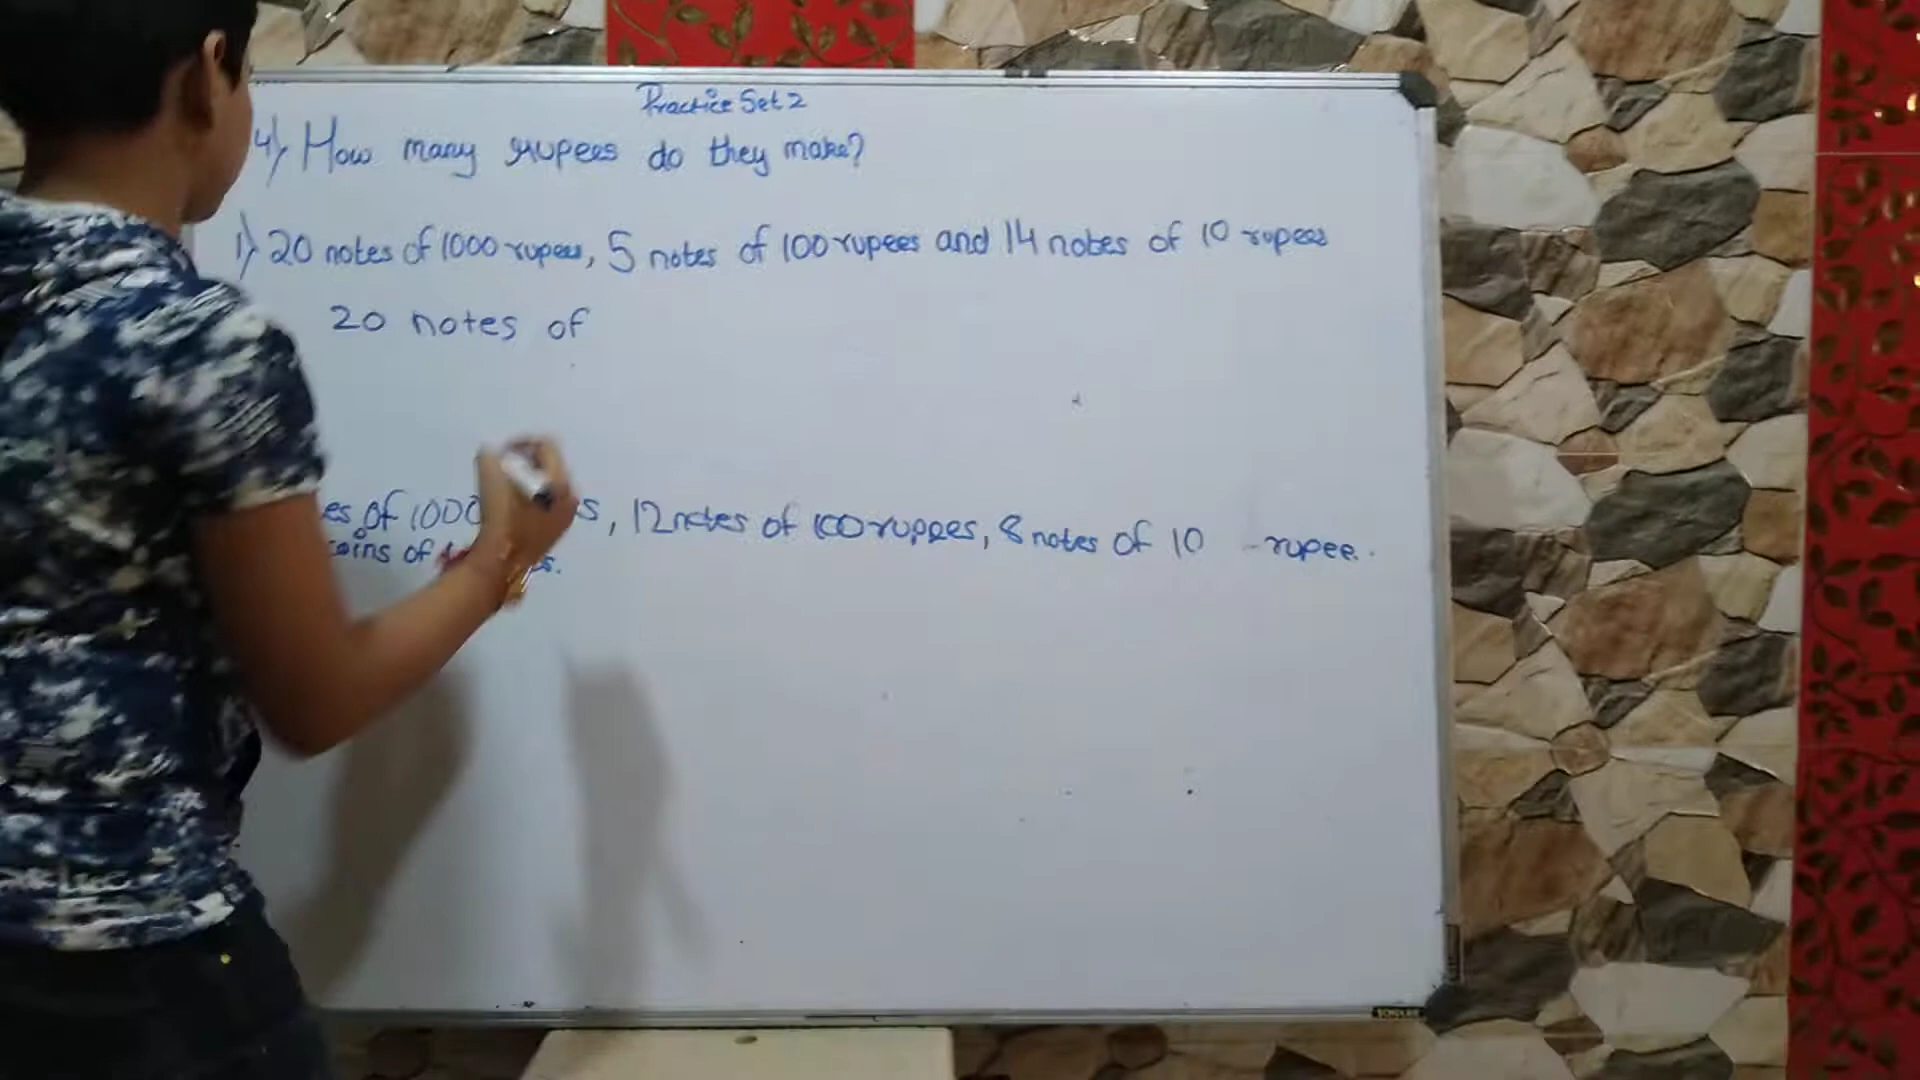 Practice Set 2
4) How many rupees do they make?
1) 20 notes of 1000 rupees, 5 notes of 100 rupees and 14 notes of 10 rupees
20 notes of
es of 1000 s, 12 notes of 100 rupees, 8 notes of 10 rupee.
coins of